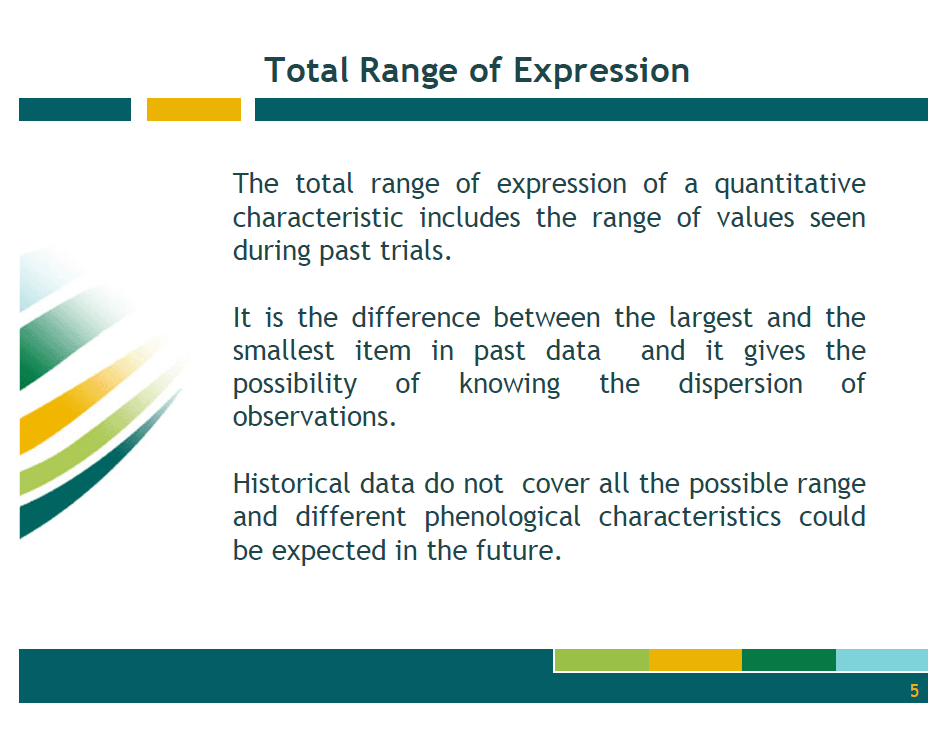 Total Range of Expression
The total range of expression of a quantitative
characteristic includes the range of values seen
during past trials.
It is the difference between the largest and the
smallest item in past data and it gives the
possibility of knowing the dispersion of
observations.
Historical data do not cover all the possible range
and different phenological characteristics could
be expected in the future.
5